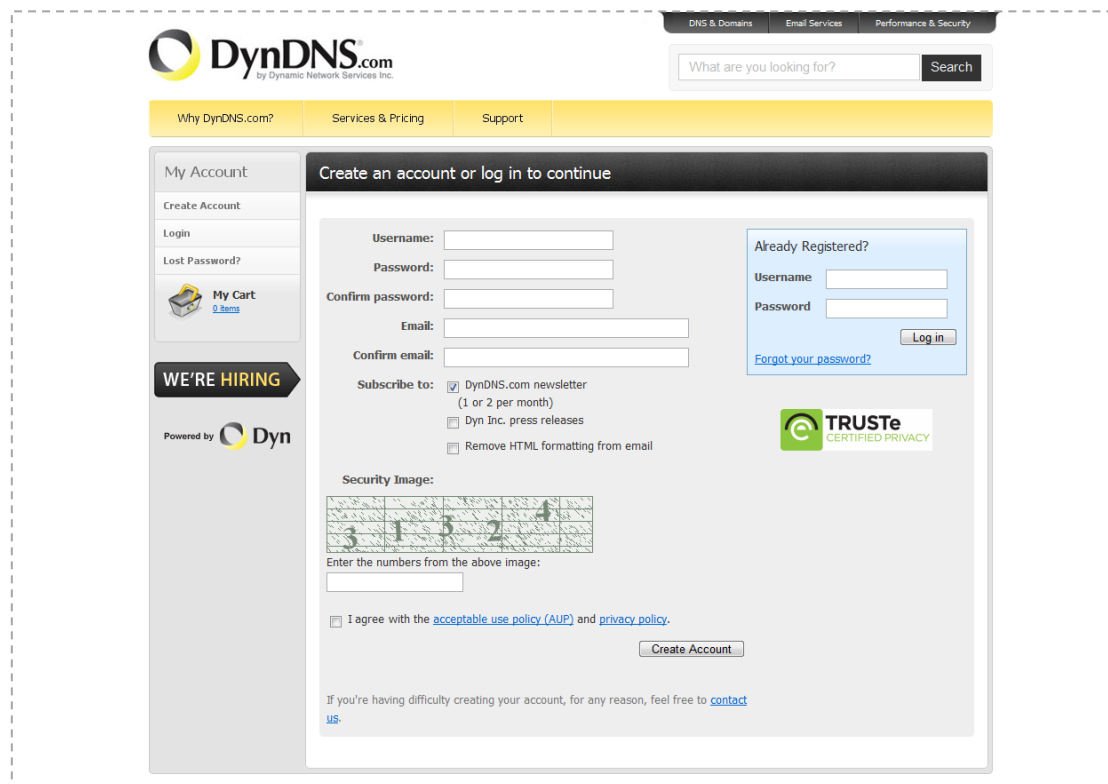 DNS & Domains
Email Services
Performance & Security
DynDNS.com
by Dynamic Network Services Inc.
What are you looking for?
Search
Why DynDNS.com?
Services & Pricing
Support
My Account
Create Account
Login
Lost Password?
My Cart
0 items
WE'RE HIRING
Powered by Dyn
Create an account or log in to continue
Username:
Password:
Confirm password:
Email:
Confirm email:
Subscribe to:
DynDNS.com newsletter
(1 or 2 per month)
Dyn Inc. press releases
Remove HTML formatting from email
Security Image:
3 1 3 2 4
Enter the numbers from the above image:
I agree with the acceptable use policy (AUP) and privacy policy.
Create Account
If you're having difficulty creating your account, for any reason, feel free to contact
us.
Already Registered?
Username
Password
Log in
Forgot your password?
TRUSTe
CERTIFIED PRIVACY